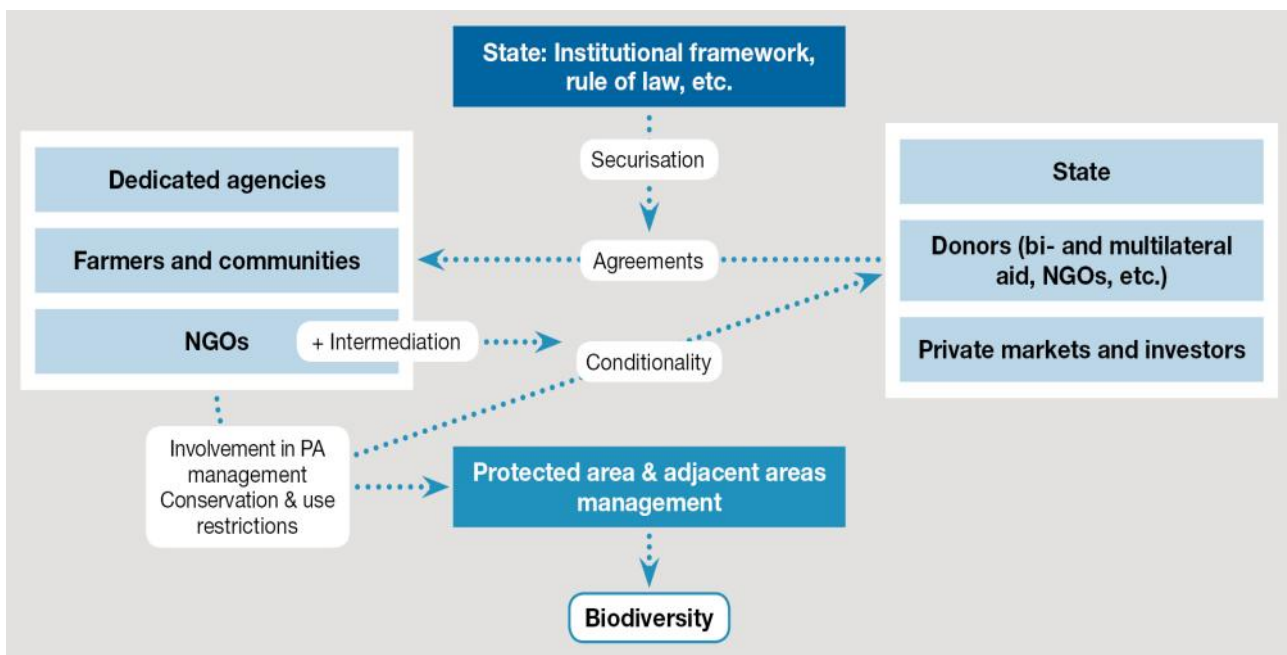 State: Institutional framework,
rule of law, etc.
Securisation
Dedicated agencies
Farmers and communities
NGOs
+ Intermediation
Agreements
Conditionality
State
Donors (bi- and multilateral
aid, NGOs, etc.)
Private markets and investors
Involvement in PA
management
Conservation & use
restrictions
Protected area & adjacent areas
management
Biodiversity